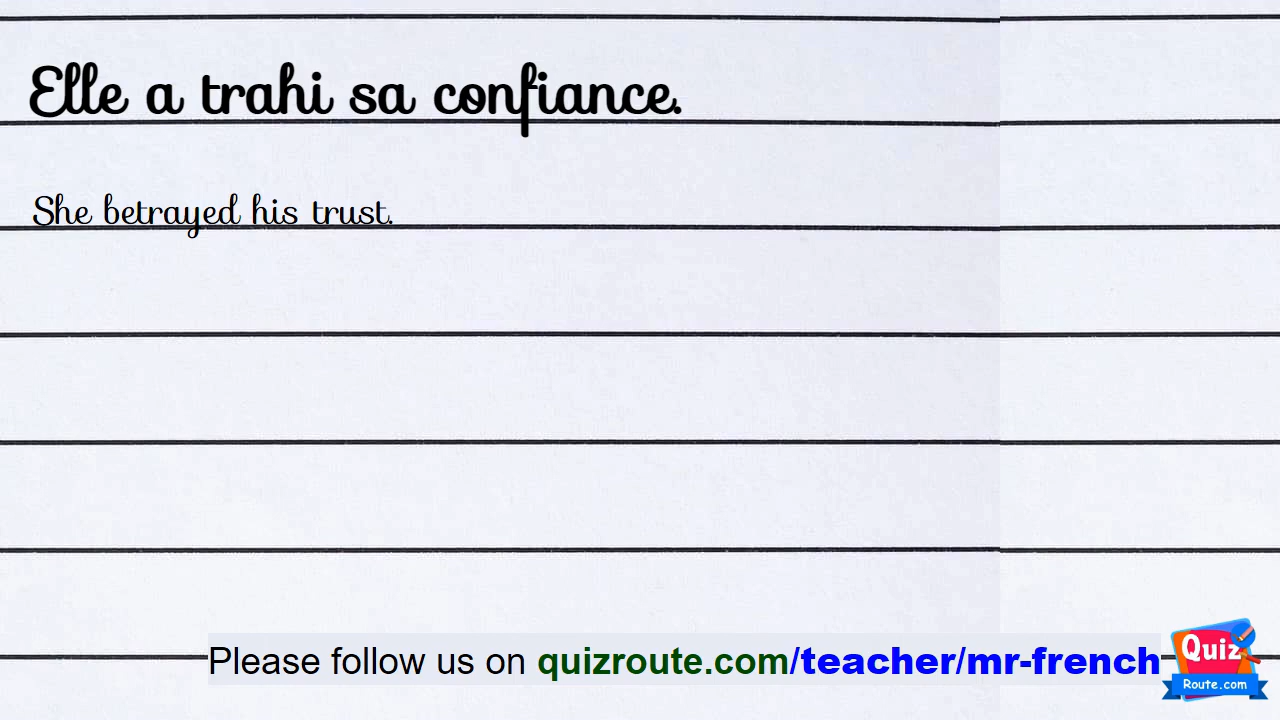 Elle a trahi sa confiance.
She betrayed his trust.
Please follow us on quizroute.com/teacher/mr-french
Quiz
Route.com